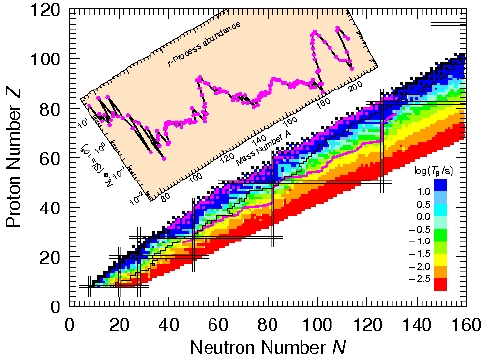 120
100
80
60
40
20
0
Proton Number Z
0 20 40 60 80 100 120 140 160
Neutron Number N
r-Process abundance
80 100 120 140 160 180 200
Mass Number A
log(Tβ/s)
1.0
0.5
0.0
−0.5
−1.0
−1.5
−2.0
−2.5